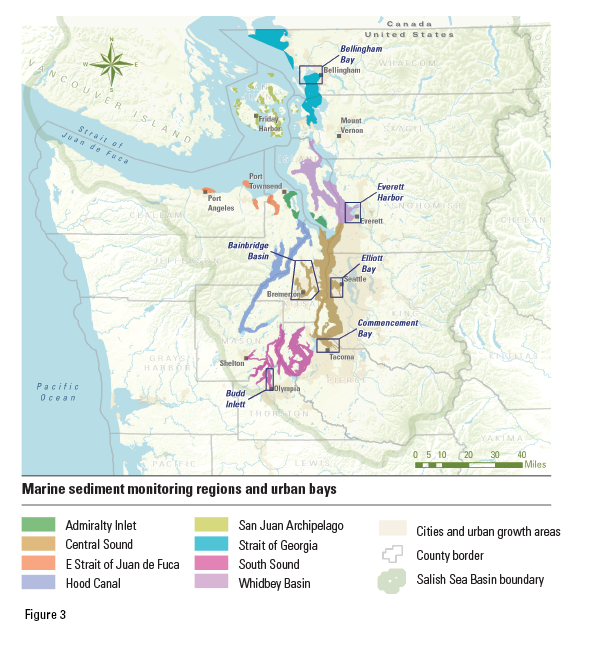 Canada
United States
Bellingham
Bay
WHATCOM
Bellingham
N
W
E
S
VANCOUVER ISLAND
Friday
Harbor
Mount
Vernon
SKAGIT
Strait of
Juan de Fuca
Port
Townsend
Port
Angeles
Everett
Harbor
SNOHOMISH
Everett
CHELAN
CLALLAM
Bainbridge
Basin
JEFFERSON
Elliott
Bay
Seattle
Bremerton
Commencement
Bay
MASON
GRAYS
HARBOR
Shelton
Tacoma
KITTITAS
Pacific
Ocean
Budd
Inlett
Olympia
PIERCE
THURSTON
YAKIMA
PACIFIC
LEWIS
0 5 10 20 30 40
Miles
Marine sediment monitoring regions and urban bays
Admiralty Inlet
Central Sound
E Strait of Juan de Fuca
Hood Canal
San Juan Archipelago
Strait of Georgia
South Sound
Whidbey Basin
Cities and urban growth areas
County border
Salish Sea Basin boundary
Figure 3